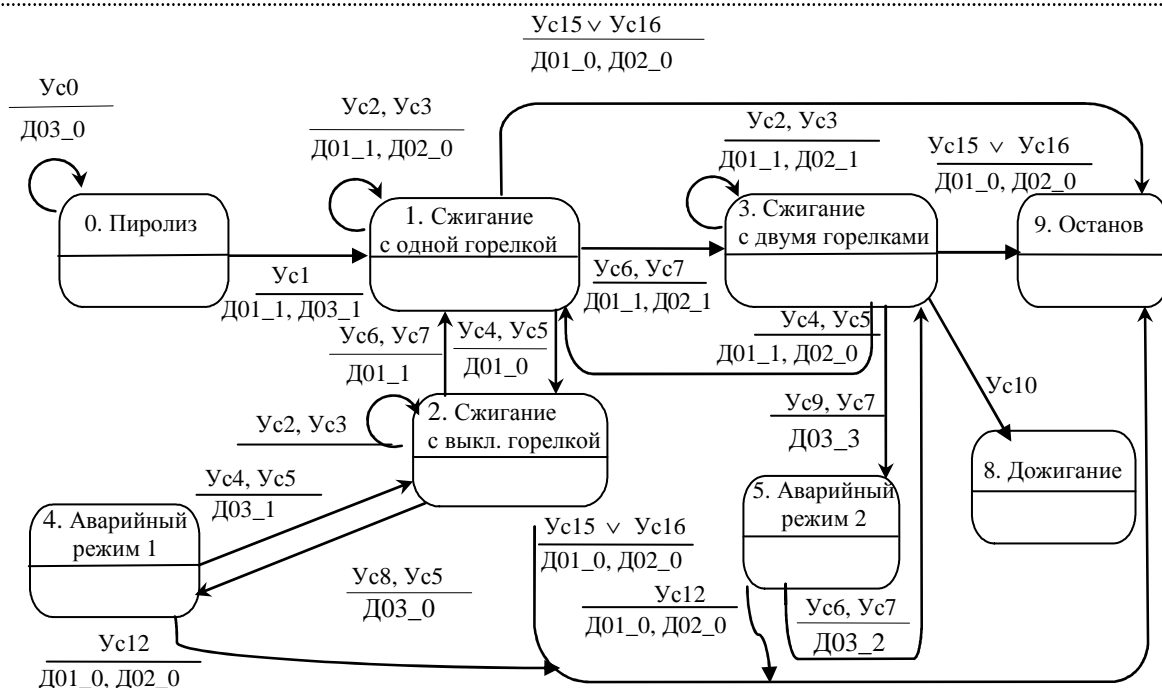 Ус15 ∨ Ус16
Д01_0, Д02_0
Ус0
Д03_0
Ус2, Ус3
Д01_1, Д02_0
Ус2, Ус3
Д01_1, Д02_1
Ус15 ∨ Ус16
Д01_0, Д02_0
0. Пиролиз
1. Сжигание
с одной горелкой
3. Сжигание
с двумя горелками
9. Останов
Ус1
Д01_1, Д03_1
Ус6, Ус7
Д01_1, Д02_1
Ус6, Ус7
Д01_1
Ус4, Ус5
Д01_0
Ус4, Ус5
Д01_1, Д02_0
Ус10
Ус2, Ус3
2. Сжигание
с выкл. горелкой
Ус9, Ус7
Д03_3
8. Дожигание
Ус4, Ус5
Д03_1
4. Аварийный
режим 1
5. Аварийный
режим 2
Ус15 ∨ Ус16
Д01_0, Д02_0
Ус8, Ус5
Д03_0
Ус12
Д01_0, Д02_0
Ус6, Ус7
Д03_2
Ус12
Д01_0, Д02_0